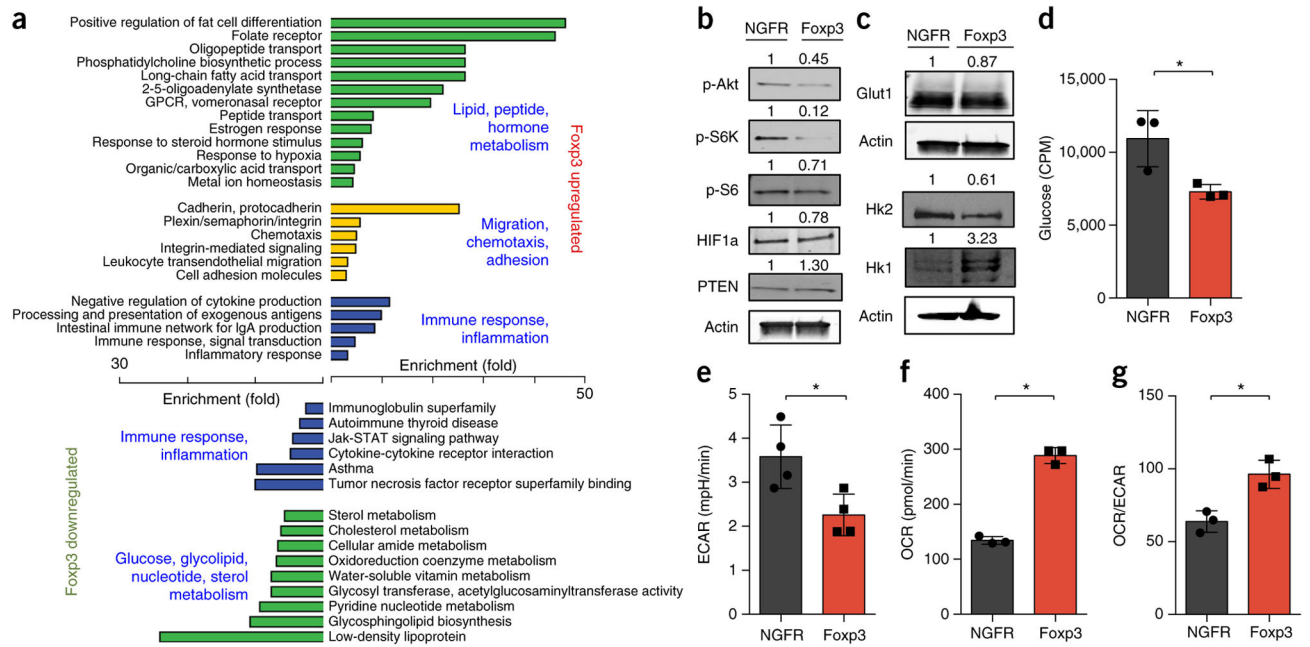 a
Positive regulation of fat cell differentiation
Folate receptor
Oligopeptide transport
Phosphatidylcholine biosynthetic process
Long-chain fatty acid transport
2-5-oligoadenylate synthetase
GPCR, vomeronasal receptor
Peptide transport
Estrogen response
Response to steroid hormone stimulus
Response to hypoxia
Organic/carboxylic acid transport
Metal ion homeostasis
Lipid, peptide,
hormone
metabolism
Cadherin, protocadherin
Plexin/semaphorin/integrin
Chemotaxis
Integrin-mediated signaling
Leukocyte transendothelial migration
Cell adhesion molecules
Migration,
chemotaxis,
adhesion
Negative regulation of cytokine production
Processing and presentation of exogenous antigens
Intestinal immune network for IgA production
Immune response, signal transduction
Inflammatory response
Immune response,
inflammation
Foxp3 upregulated
Enrichment (fold)
50
30
Enrichment (fold)
Foxp3 downregulated
Immune response,
inflammation
Immunoglobulin superfamily
Autoimmune thyroid disease
Jak-STAT signaling pathway
Cytokine-cytokine receptor interaction
Asthma
Tumor necrosis factor receptor superfamily binding
Glucose, glycolipid,
nucleotide, sterol
metabolism
Sterol metabolism
Cholesterol metabolism
Cellular amide metabolism
Oxidoreduction coenzyme metabolism
Water-soluble vitamin metabolism
Glycosyl transferase, acetylglucosaminyltransferase activity
Pyridine nucleotide metabolism
Glycosphingolipid biosynthesis
Low-density lipoprotein
b
NGFR Foxp3
1 0.45
p-Akt
1 0.12
p-S6K
1 0.71
p-S6
1 0.78
HIF1a
1 1.30
PTEN
Actin
c
NGFR Foxp3
1 0.87
Glut1
Actin
1 0.61
Hk2
1 3.23
Hk1
Actin
d
Glucose (CPM)
15,000
10,000
5,000
0
*
NGFR Foxp3
e
ECAR (mpH/min)
5
4
3
2
1
0
*
NGFR Foxp3
f
OCR (pmol/min)
400
300
200
100
0
*
NGFR Foxp3
g
OCR/ECAR
150
100
50
0
*
NGFR Foxp3